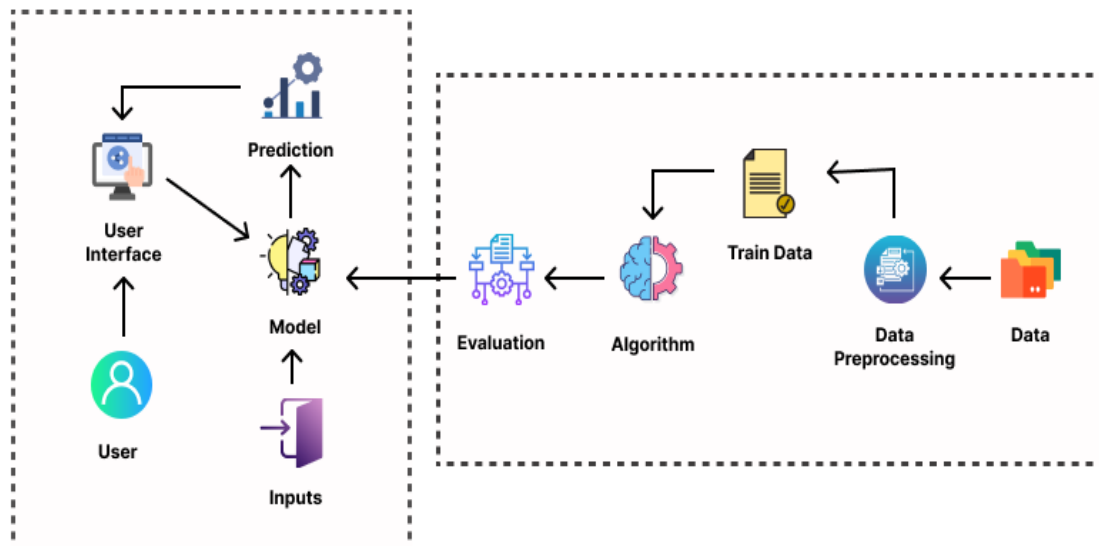 Prediction
User
Interface
Model
User
Inputs
Evaluation
Algorithm
Train Data
Data
Preprocessing
Data